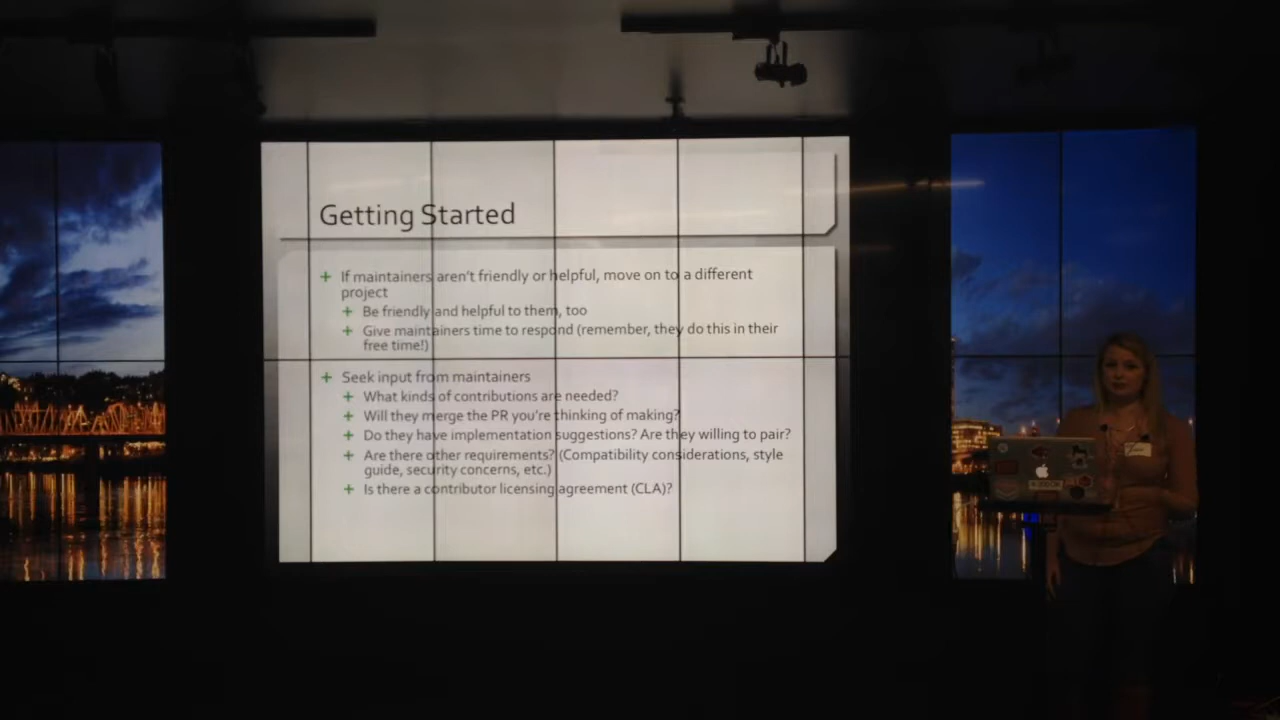 Getting Started
+ If maintainers aren't friendly or helpful, move on to a different
project
+ Be friendly and helpful to them, too
+ Give maintainers time to respond (remember, they do this in their
free time!)
+ Seek input from maintainers
+ What kinds of contributions are needed?
+ Will they merge the PR you're thinking of making?
+ Do they have implementation suggestions? Are they willing to pair?
+ Are there other requirements? (Compatibility considerations, style
guide, security concerns, etc.)
+ Is there a contributor licensing agreement (CLA)?